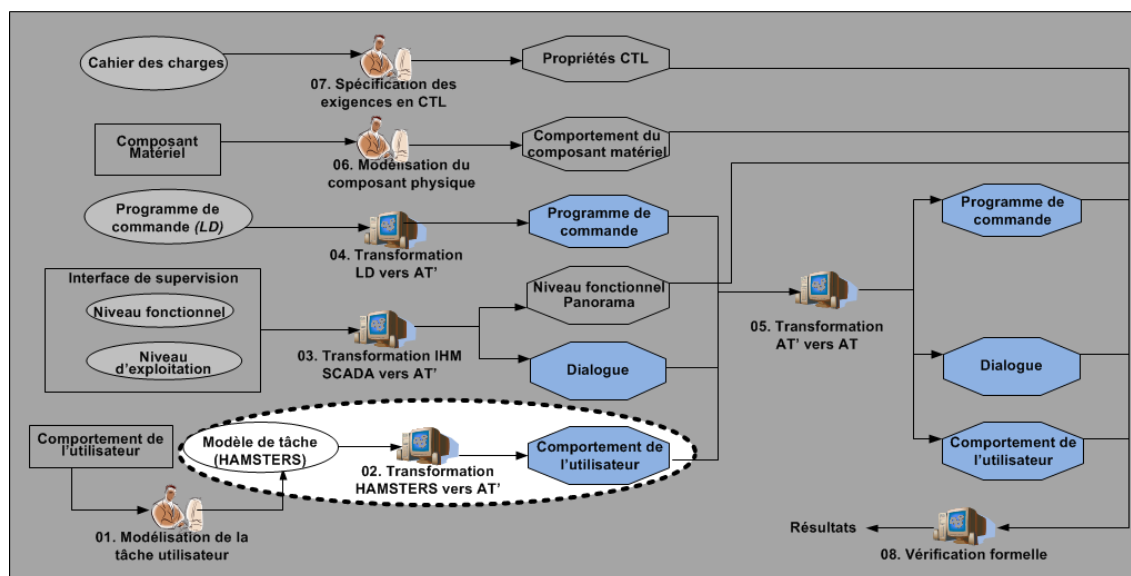 Cahier des charges
07. Spécification des
exigences en CTL
Propriétés CTL
Composant
Matériel
06. Modélisation du
composant physique
Comportement du
composant matériel
Programme de
commande (LD)
04. Transformation
LD vers AT'
Programme de
commande
Programme de
commande
Interface de supervision
Niveau fonctionnel
Niveau
d'exploitation
03. Transformation IHM
SCADA vers AT'
Niveau fonctionnel
Panorama
Dialogue
05. Transformation
AT' vers AT
Dialogue
Comportement de
l'utilisateur
Modèle de tâche
(HAMSTERS)
02. Transformation
HAMSTERS vers AT'
Comportement de
l'utilisateur
Comportement de
l'utilisateur
01. Modélisation de la
tâche utilisateur
Résultats
08. Vérification formelle